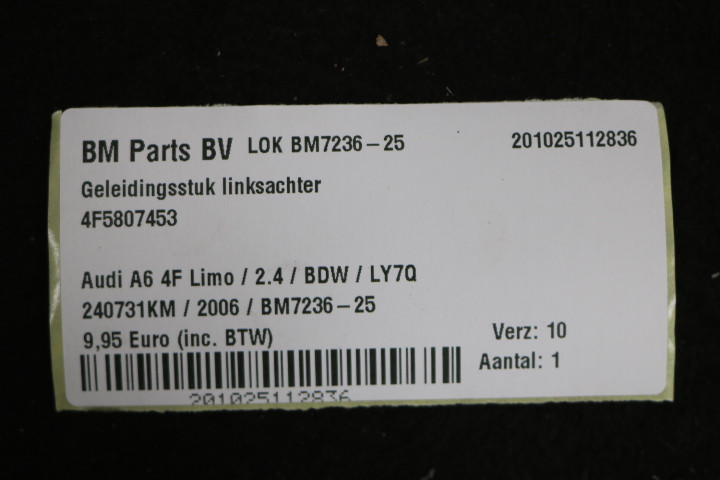 BM Parts BV LOK BM7236-25 201025112836
Geleidingsstuk linksachter
4F5807453
Audi A6 4F Limo / 2.4 / BDW / LY7Q
240731KM / 2006 / BM7236-25
9,95 Euro (inc. BTW)
Verz: 10
Aantal: 1
201025112836